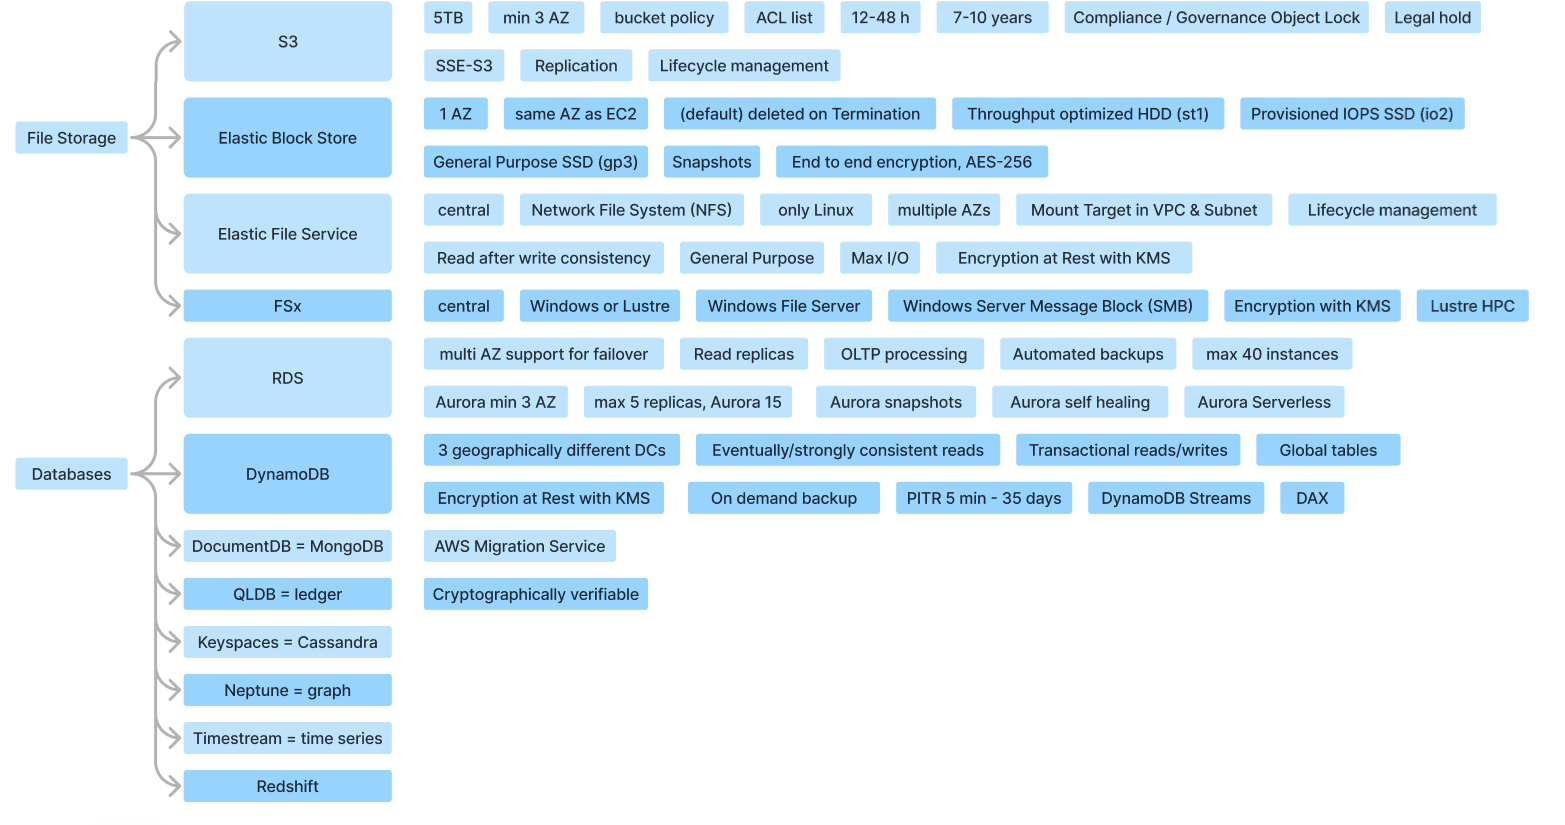 File Storage
S3
5TB
min 3 AZ
bucket policy
ACL list
12-48 h
7-10 years
Compliance / Governance Object Lock
Legal hold
SSE-S3
Replication
Lifecycle management
Elastic Block Store
1 AZ
same AZ as EC2
(default) deleted on Termination
Throughput optimized HDD (st1)
Provisioned IOPS SSD (io2)
General Purpose SSD (gp3)
Snapshots
End to end encryption, AES-256
Elastic File Service
central
Network File System (NFS)
only Linux
multiple AZs
Mount Target in VPC & Subnet
Lifecycle management
Read after write consistency
General Purpose
Max I/O
Encryption at Rest with KMS
FSx
central
Windows or Lustre
Windows File Server
Windows Server Message Block (SMB)
Encryption with KMS
Lustre HPC
Databases
RDS
multi AZ support for failover
Read replicas
OLTP processing
Automated backups
max 40 instances
Aurora min 3 AZ
max 5 replicas, Aurora 15
Aurora snapshots
Aurora self healing
Aurora Serverless
DynamoDB
3 geographically different DCs
Eventually/strongly consistent reads
Transactional reads/writes
Global tables
Encryption at Rest with KMS
On demand backup
PITR 5 min - 35 days
DynamoDB Streams
DAX
DocumentDB = MongoDB
AWS Migration Service
QLDB = ledger
Cryptographically verifiable
Keyspaces = Cassandra
Neptune = graph
Timestream = time series
Redshift